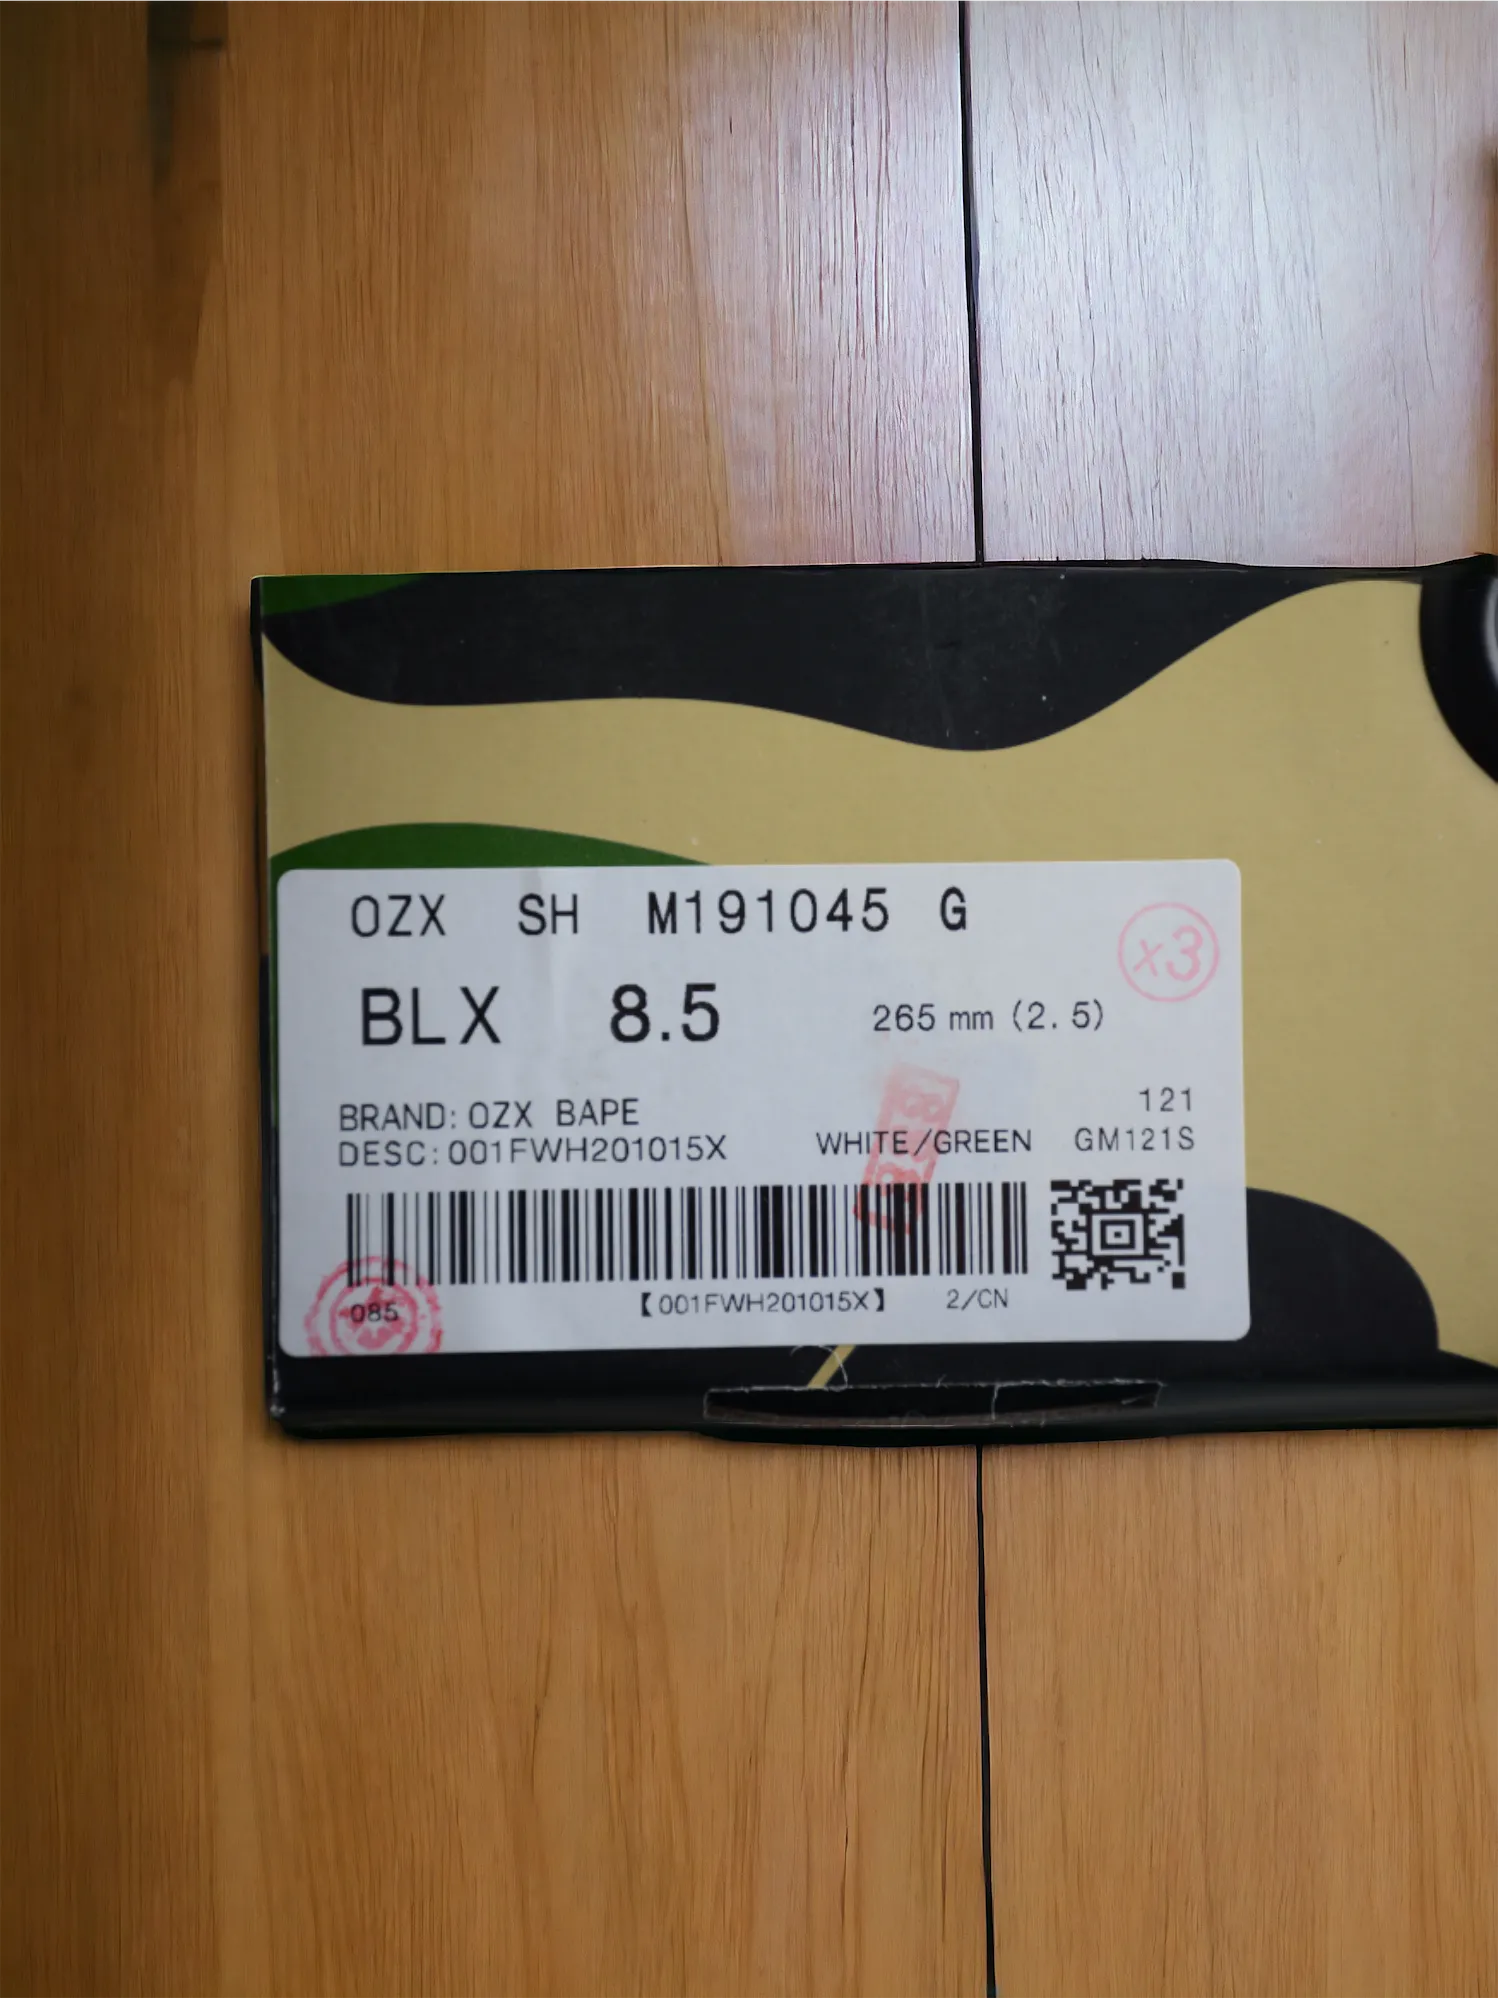 OZX SH M191045 G
x3
BLX 8.5 265 mm (2.5)
121
BRAND: OZX BAPE
DESC: 001FWH201015X WHITE/GREEN GM121S
085 【001FWH201015X】 2/CN